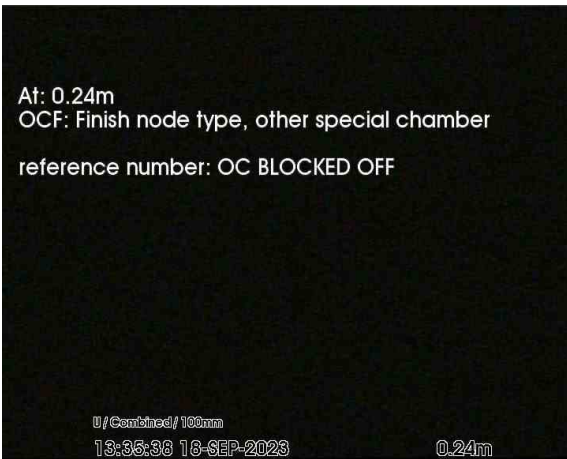 At: 0.24m
OCF: Finish node type, other special chamber
reference number: OC BLOCKED OFF
U / Combined / 100mm
13:35:38 18-SEP-2023 0.24m